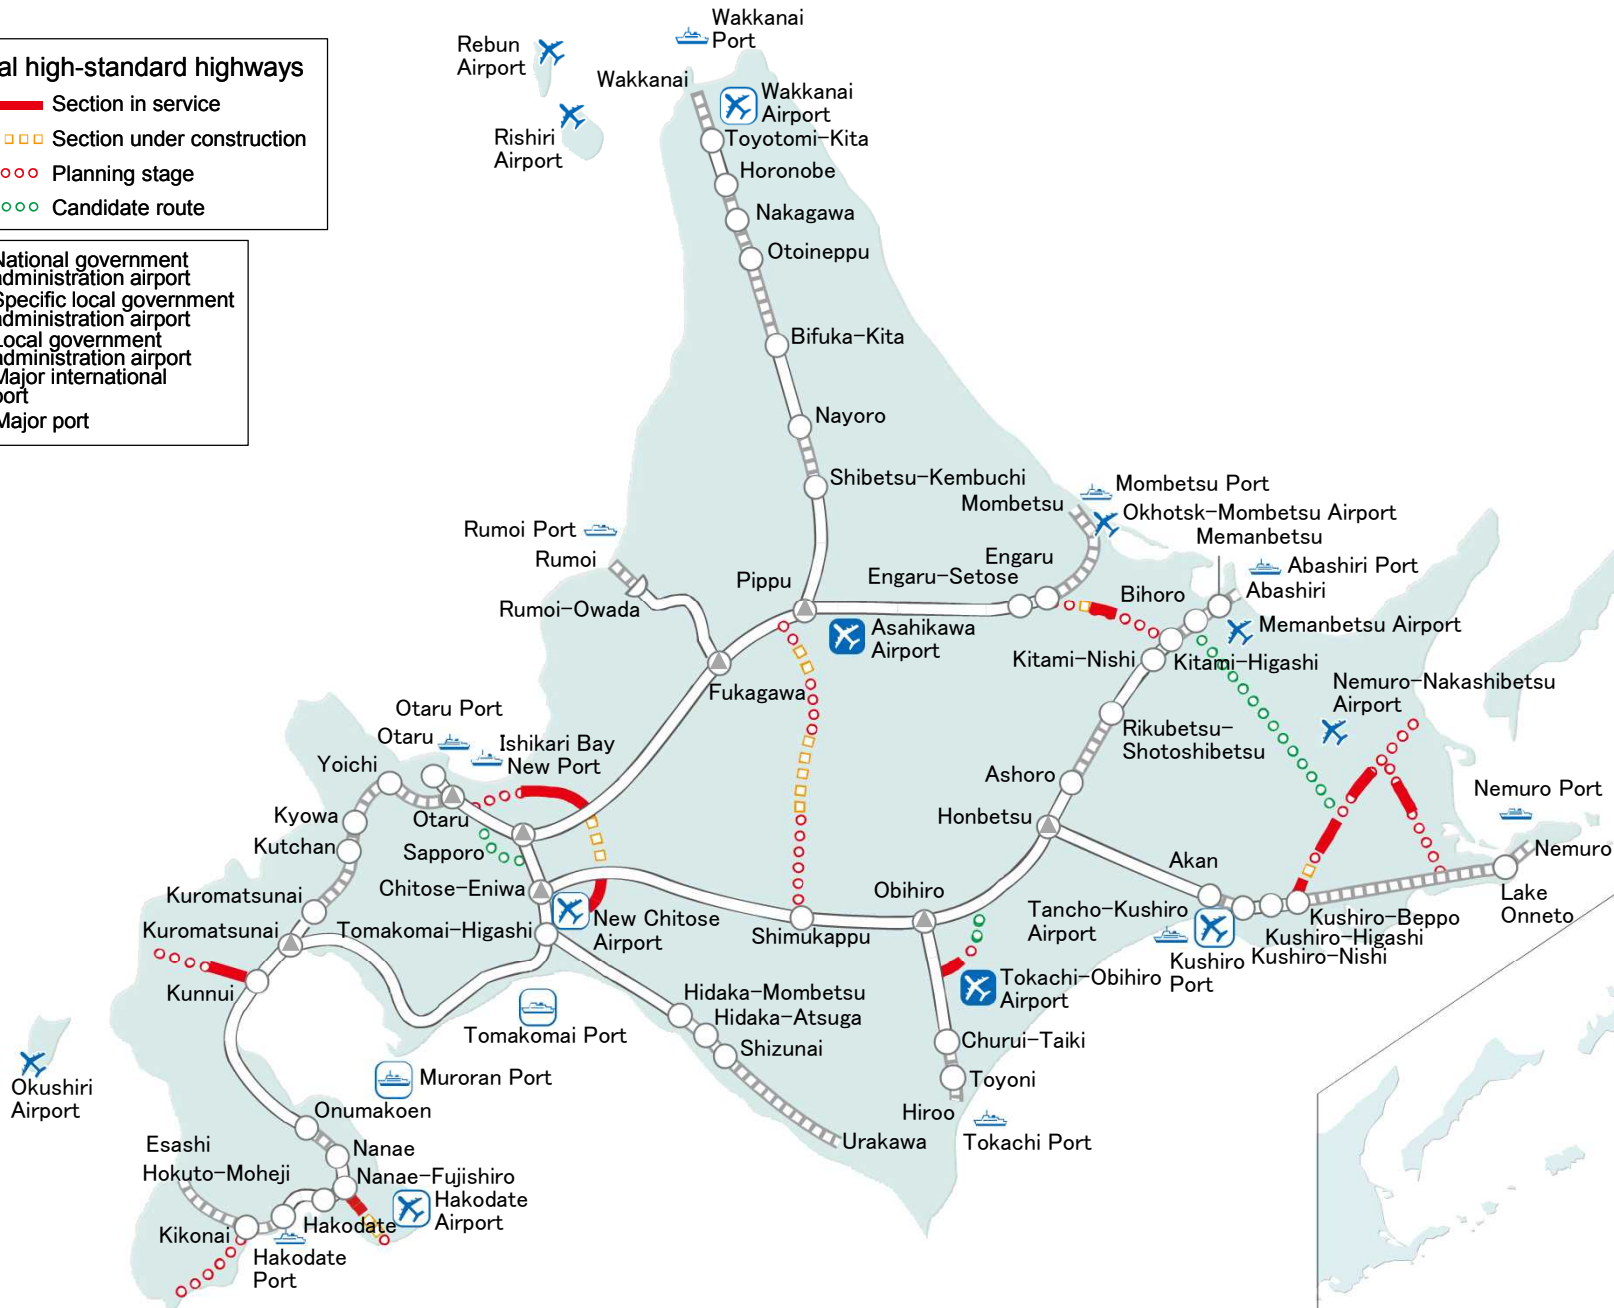 al high-standard highways
Section in service
Section under construction
Planning stage
Candidate route
National government
administration airport
Specific local government
administration airport
Local government
administration airport
Major international
port
Major port
Wakkanai
Port
Rebun
Airport
Wakkanai
Wakkanai
Airport
Rishiri
Airport
Toyotomi-Kita
Horonobe
Nakagawa
Otoineppu
Bifuka-Kita
Nayoro
Shibetsu-Kembuchi
Mombetsu Port
Mombetsu
Okhotsk-Mombetsu Airport
Memanbetsu
Rumoi Port
Rumoi
Engaru
Engaru-Setose
Abashiri Port
Abashiri
Pippu
Bihoro
Rumoi-Owada
Asahikawa
Airport
Memanbetsu Airport
Kitami-Nishi
Kitami-Higashi
Fukagawa
Nemuro-Nakashibetsu
Airport
Otaru Port
Otaru
Ishikari Bay
New Port
Rikubetsu-
Shotoshibetsu
Yoichi
Ashoro
Nemuro Port
Kyowa
Otaru
Honbetsu
Kutchan
Sapporo
Nemuro
Akan
Chitose-Eniwa
Obihiro
Kuromatsunai
Lake
Onneto
New Chitose
Airport
Tancho-Kushiro
Airport
Kushiro-Beppo
Kuromatsunai
Tomakomai-Higashi
Shimukappu
Kushiro-Higashi
Kushiro-Nishi
Kushiro
Port
Kunnui
Tokachi-Obihiro
Airport
Hidaka-Mombetsu
Hidaka-Atsuga
Tomakomai Port
Shizunai
Churui-Taiki
Okushiri
Airport
Muroran Port
Toyoni
Onumakoen
Hiroo
Tokachi Port
Urakawa
Esashi
Nanae
Hokuto-Moheji
Nanae-Fujishiro
Hakodate
Airport
Hakodate
Kikonai
Hakodate
Port